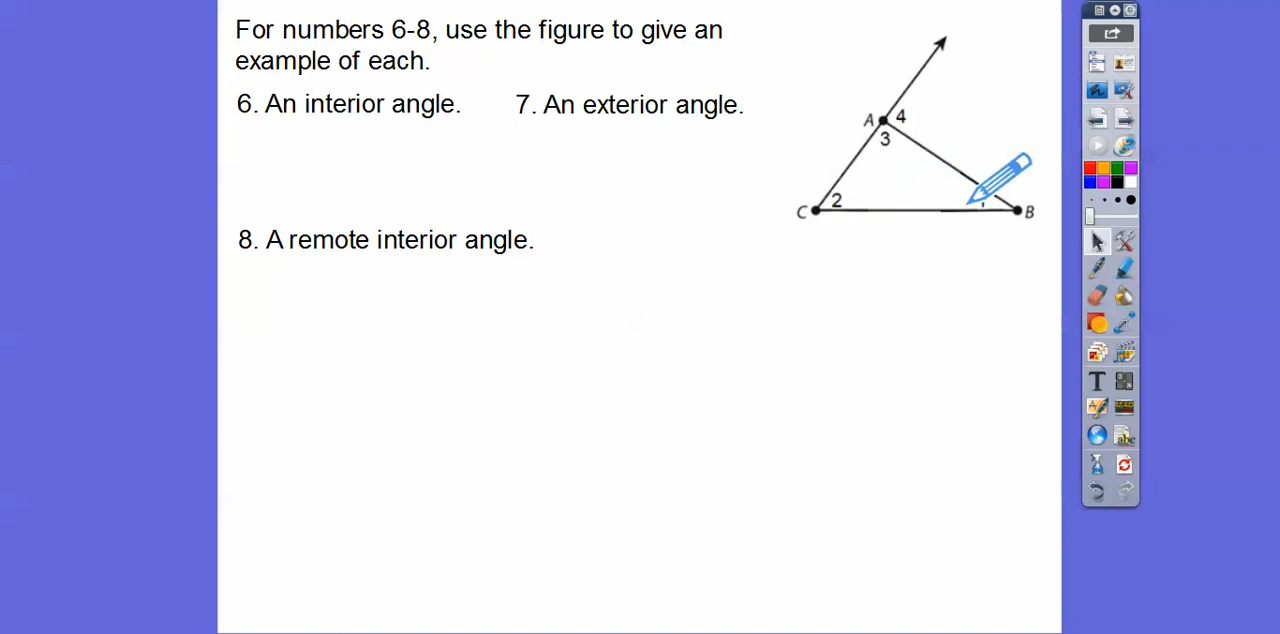 For numbers 6-8, use the figure to give an
example of each.
6. An interior angle. 7. An exterior angle.
A 4
3
C 2 B
8. A remote interior angle.